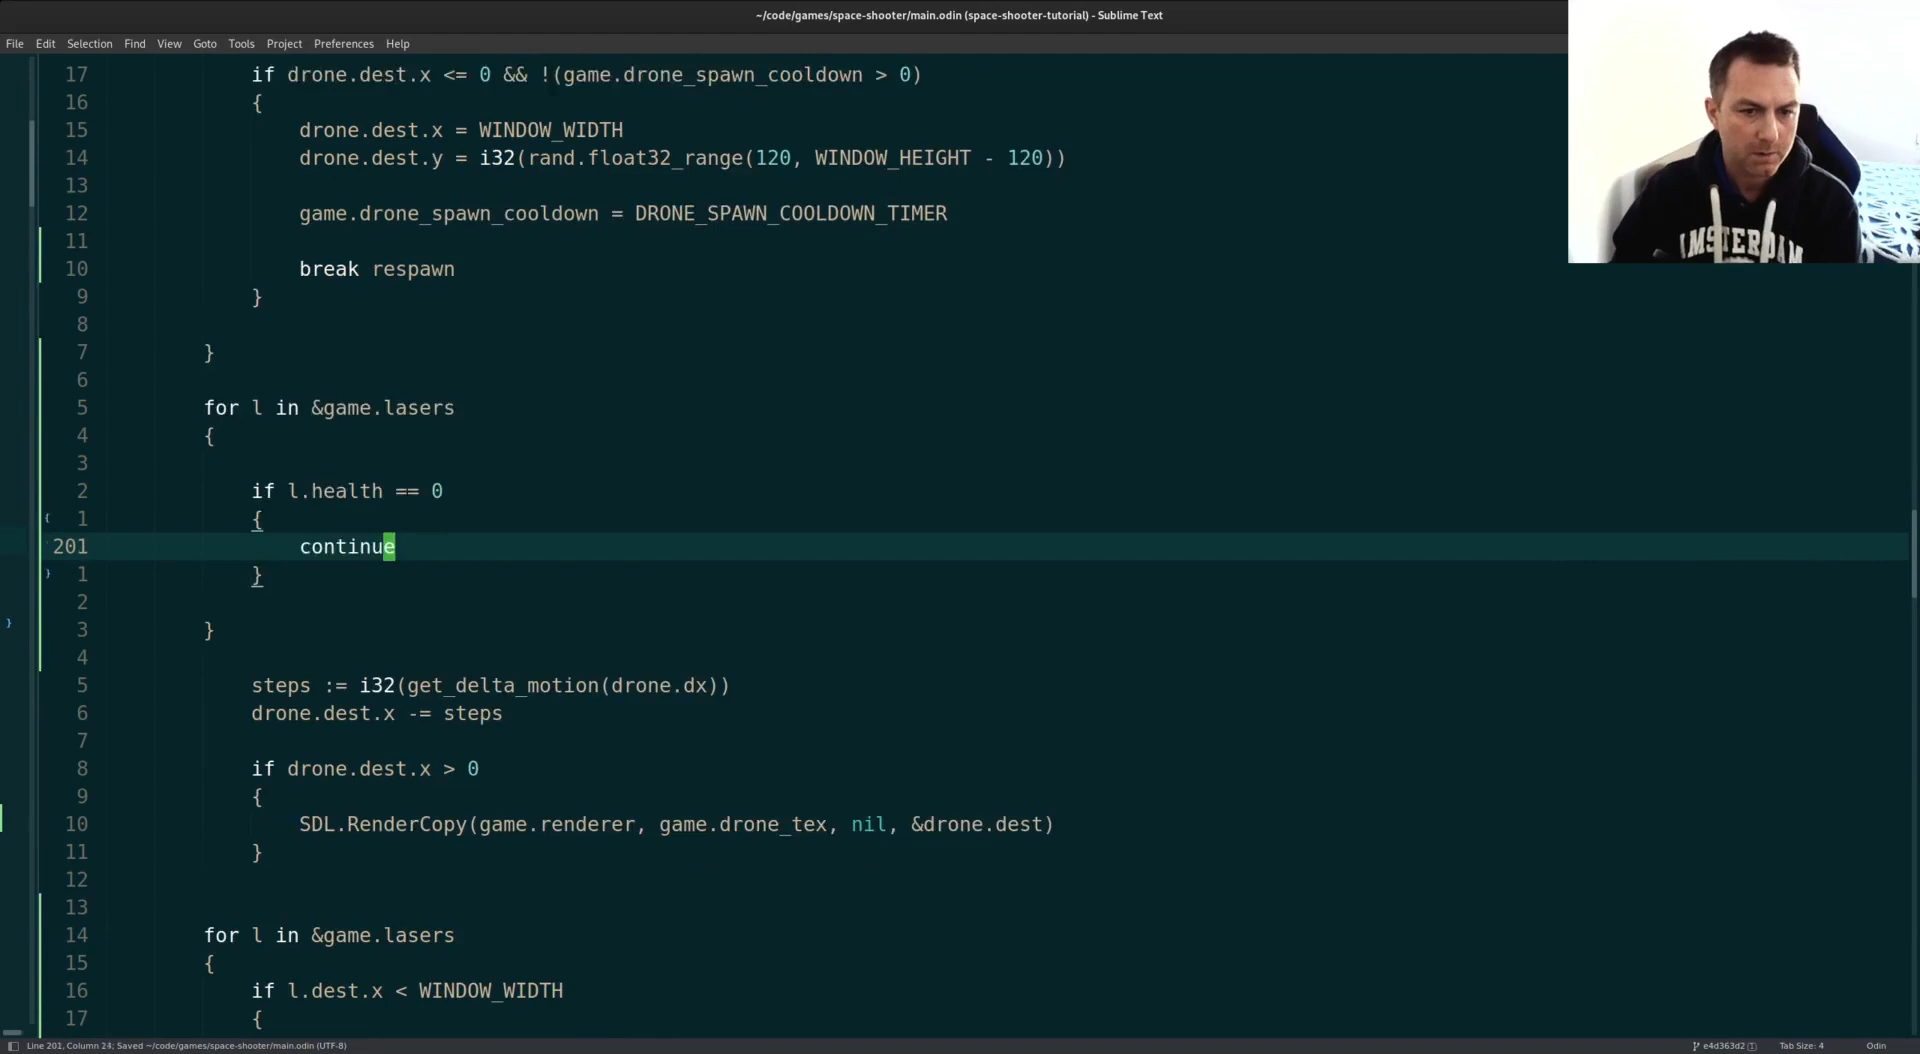 ~/code/games/space-shooter/main.odin (space-shooter-tutorial) - Sublime Text
File Edit Selection Find View Goto Tools Project Preferences Help
17 if drone.dest.x <= 0 && !(game.drone_spawn_cooldown > 0)
16 {
15 drone.dest.x = WINDOW_WIDTH
14 drone.dest.y = i32(rand.float32_range(120, WINDOW_HEIGHT - 120))
13
12 game.drone_spawn_cooldown = DRONE_SPAWN_COOLDOWN_TIMER
11
10 break respawn
9 }
8
7 }
6
5 for l in &game.lasers
4 {
3
2 if l.health == 0
{ 1 {
201 continue
} 1 }
2
} 3 }
4
5 steps := i32(get_delta_motion(drone.dx))
6 drone.dest.x -= steps
7
8 if drone.dest.x > 0
9 {
10 SDL.RenderCopy(game.renderer, game.drone_tex, nil, &drone.dest)
11 }
12
13
14 for l in &game.lasers
15 {
16 if l.dest.x < WINDOW_WIDTH
17 {
Line 201, Column 24; Saved ~/code/games/space-shooter/main.odin (UTF-8) e4d363d2 1 Tab Size: 4 Odin
AMSTERDAM